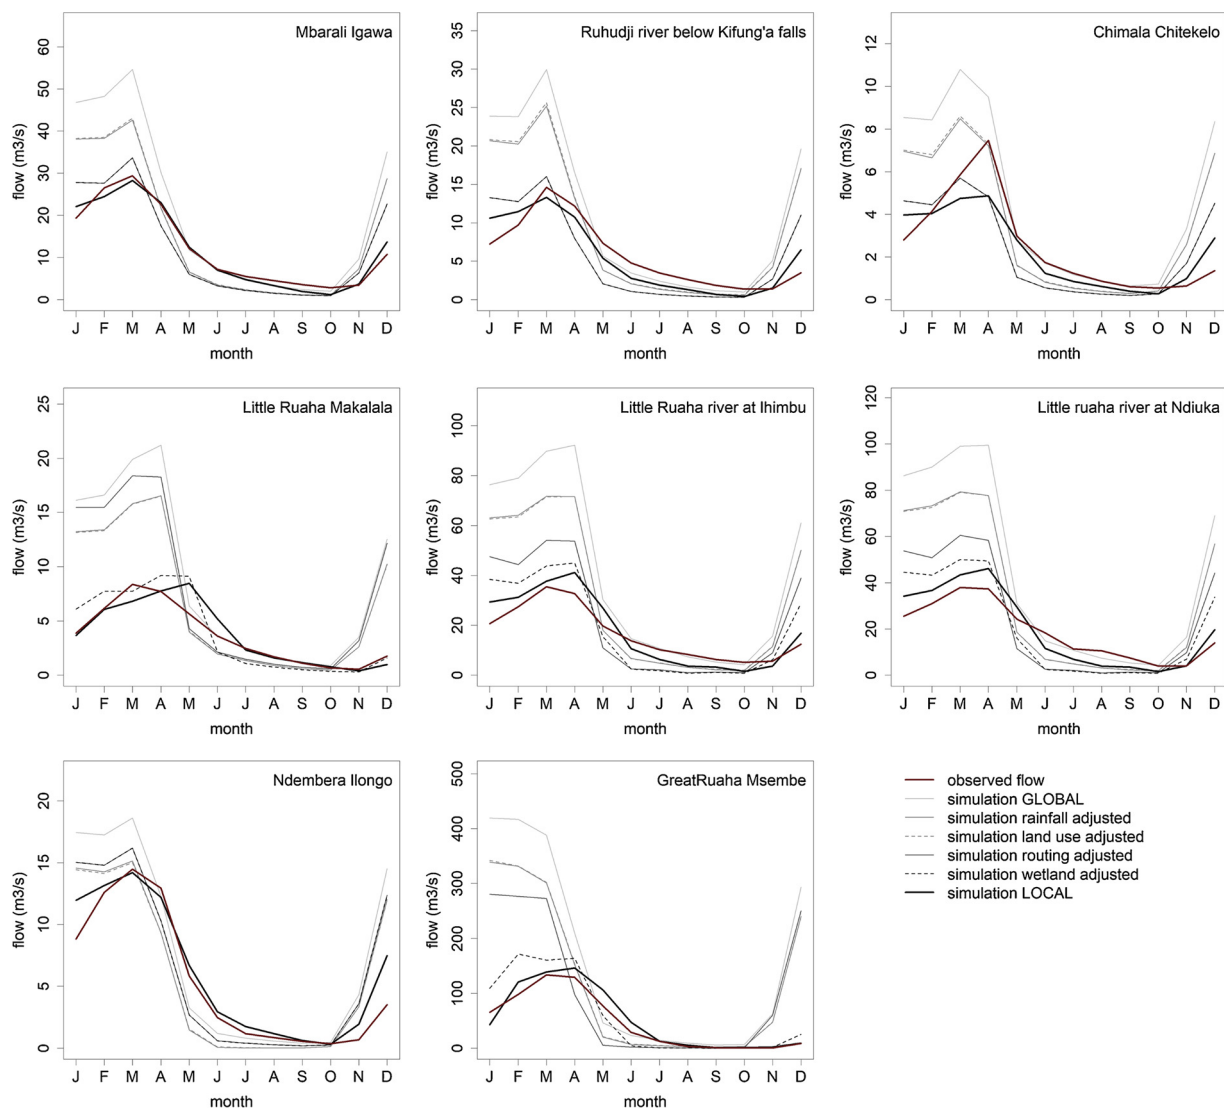 Mbarali Igawa
flow (m3/s)
60
50
40
30
20
10
0
J F M A M J J A S O N D
month
Ruhudji river below Kifung'a falls
flow (m3/s)
35
30
25
20
15
10
5
0
J F M A M J J A S O N D
month
Chimala Chitekelo
flow (m3/s)
12
10
8
6
4
2
0
J F M A M J J A S O N D
month
Little Ruaha Makalala
flow (m3/s)
25
20
15
10
5
0
J F M A M J J A S O N D
month
Little Ruaha river at Ihimbu
flow (m3/s)
100
80
60
40
20
0
J F M A M J J A S O N D
month
Little ruaha river at Ndiuka
flow (m3/s)
120
100
80
60
40
20
0
J F M A M J J A S O N D
month
Ndembera Ilongo
flow (m3/s)
20
15
10
5
0
J F M A M J J A S O N D
month
GreatRuaha Msembe
flow (m3/s)
500
400
300
200
100
0
J F M A M J J A S O N D
month
observed flow
simulation GLOBAL
simulation rainfall adjusted
simulation land use adjusted
simulation routing adjusted
simulation wetland adjusted
simulation LOCAL